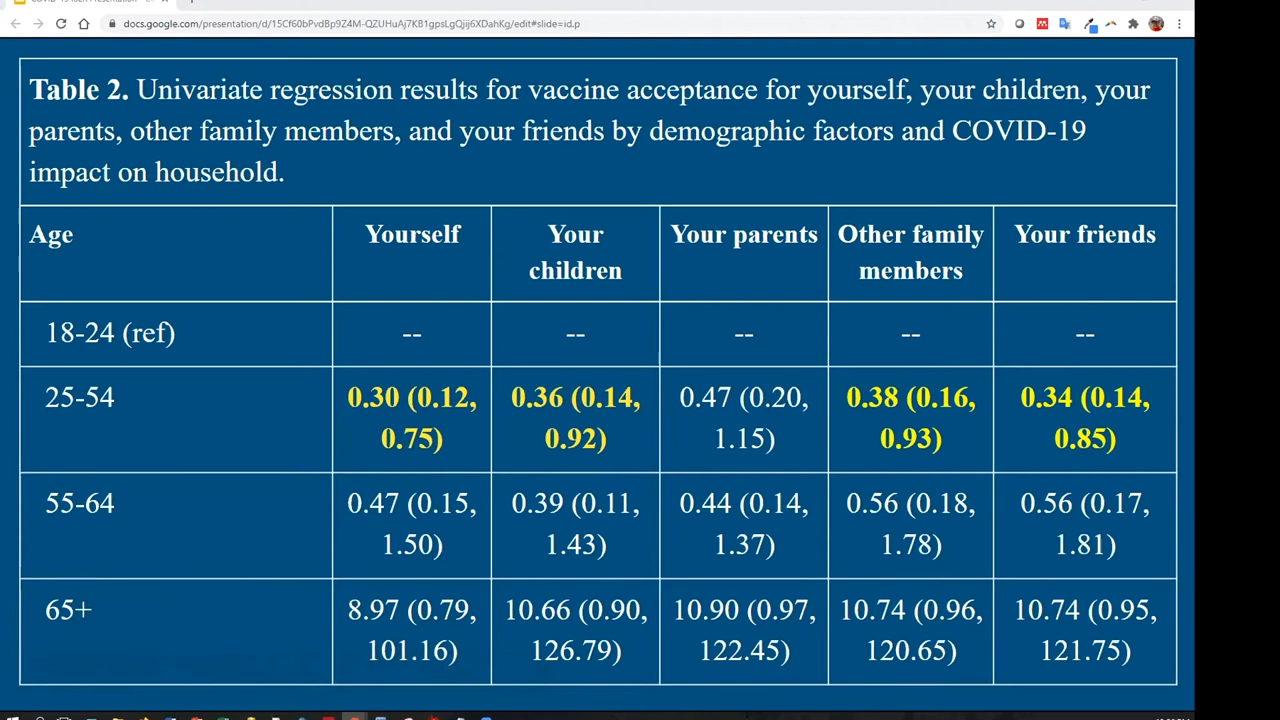 docs.google.com/presentation/d/15Cf60bPvdBp9Z4M-QZUHuAj7KB1gpsLgQjij6XDahKg/edit#slide=id.p
Table 2. Univariate regression results for vaccine acceptance for yourself, your children, your
parents, other family members, and your friends by demographic factors and COVID-19
impact on household.
Age Yourself Your Your parents Other family Your friends
children members
18-24 (ref) -- -- -- -- --
25-54 0.30 (0.12, 0.36 (0.14, 0.47 (0.20, 0.38 (0.16, 0.34 (0.14,
0.75) 0.92) 1.15) 0.93) 0.85)
55-64 0.47 (0.15, 0.39 (0.11, 0.44 (0.14, 0.56 (0.18, 0.56 (0.17,
1.50) 1.43) 1.37) 1.78) 1.81)
65+ 8.97 (0.79, 10.66 (0.90, 10.90 (0.97, 10.74 (0.96, 10.74 (0.95,
101.16) 126.79) 122.45) 120.65) 121.75)